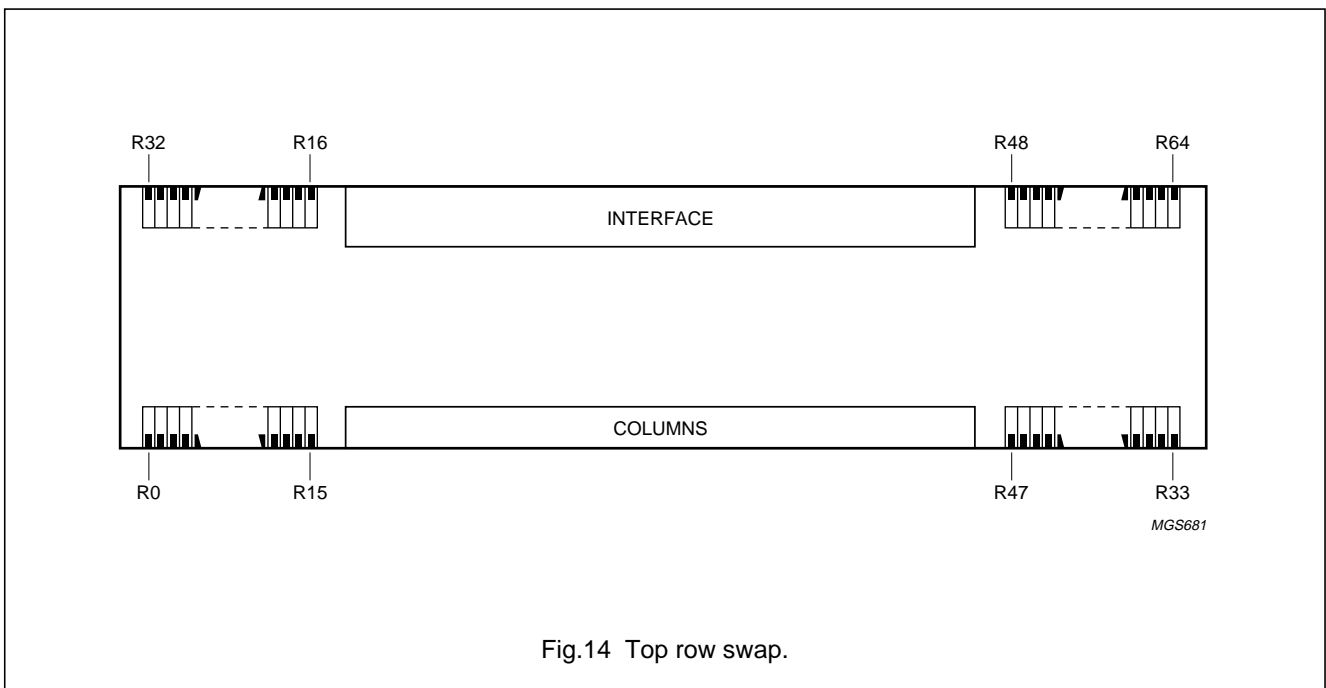 R32 R16 R48 R64
INTERFACE
COLUMNS
R0 R15 R47 R33
MGS681
Fig.14 Top row swap.